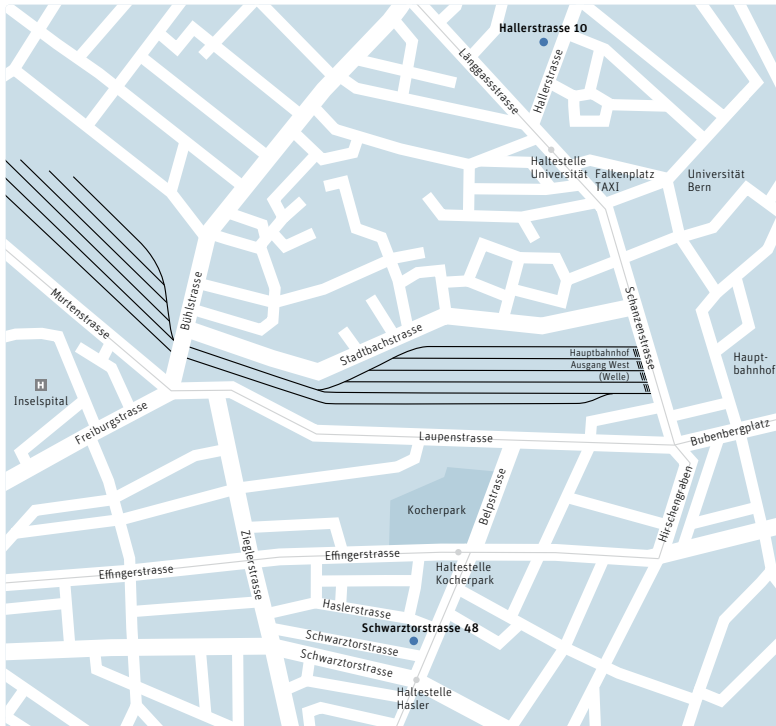 Hallerstrasse 10
Länggassstrasse
Hallerstrasse
Haltestelle
Universität
Falkenplatz
TAXI
Universität
Bern
Bühlstrasse
Murtenstrasse
Schanzenstrasse
Stadtbachstrasse
Hauptbahnhof
Ausgang West
(Welle)
Haupt-
bahnhof
H
Inselspital
Freiburgstrasse
Laupenstrasse
Bubenbergplatz
Belpstrasse
Hirschengraben
Kocherpark
Zieglerstrasse
Effingerstrasse
Effingerstrasse
Haltestelle
Kocherpark
Haslerstrasse
Schwarztorstrasse 48
Schwarztorstrasse
Schwarztorstrasse
Haltestelle
Hasler